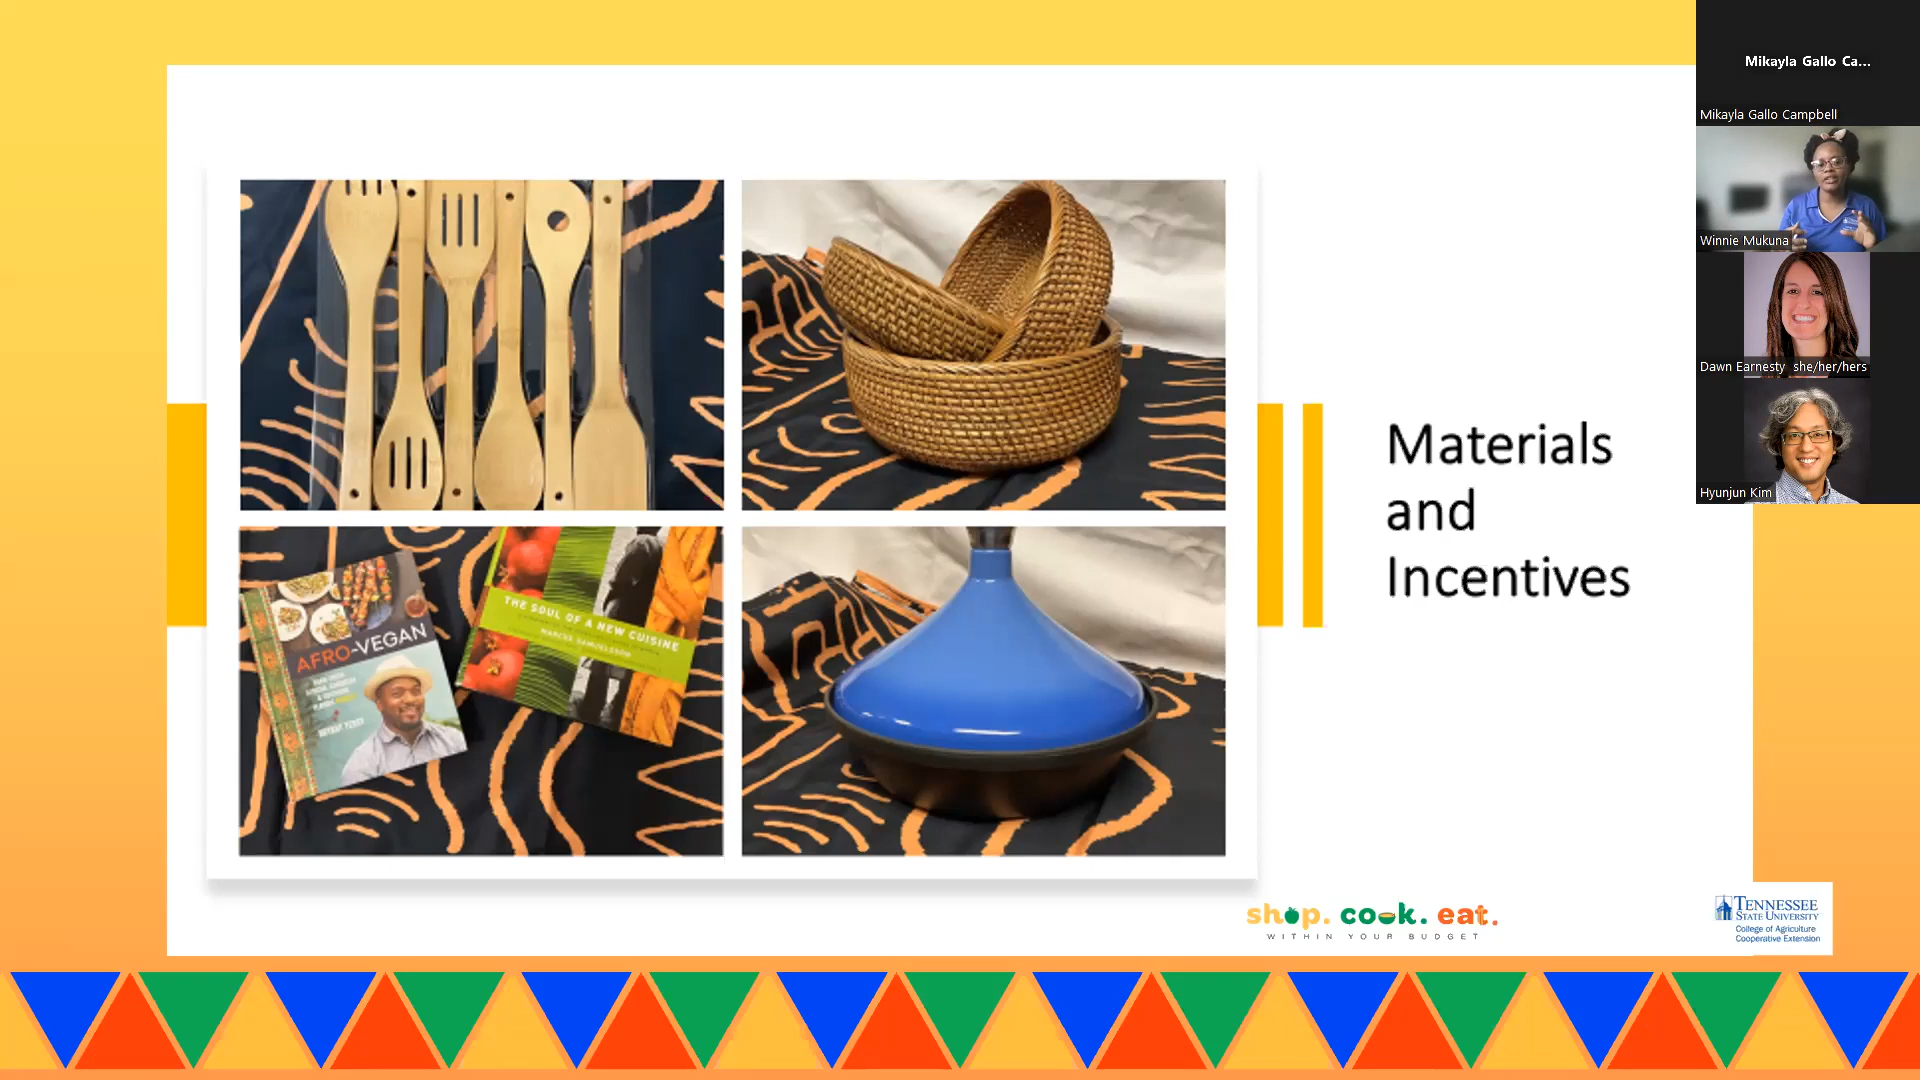 Mikayla Gallo Ca...
Mikayla Gallo Campbell
Winnie Mukuna
Dawn Earnesty she/her/hers
Hyunjun Kim
Materials
and
Incentives
AFRO-VEGAN
BRYANT TERRY
THE SOUL OF A NEW CUISINE
MARCUS SAMUELSSON
shop. cook. eat.
WITHIN YOUR BUDGET
TENNESSEE
STATE UNIVERSITY
College of Agriculture
Cooperative Extension